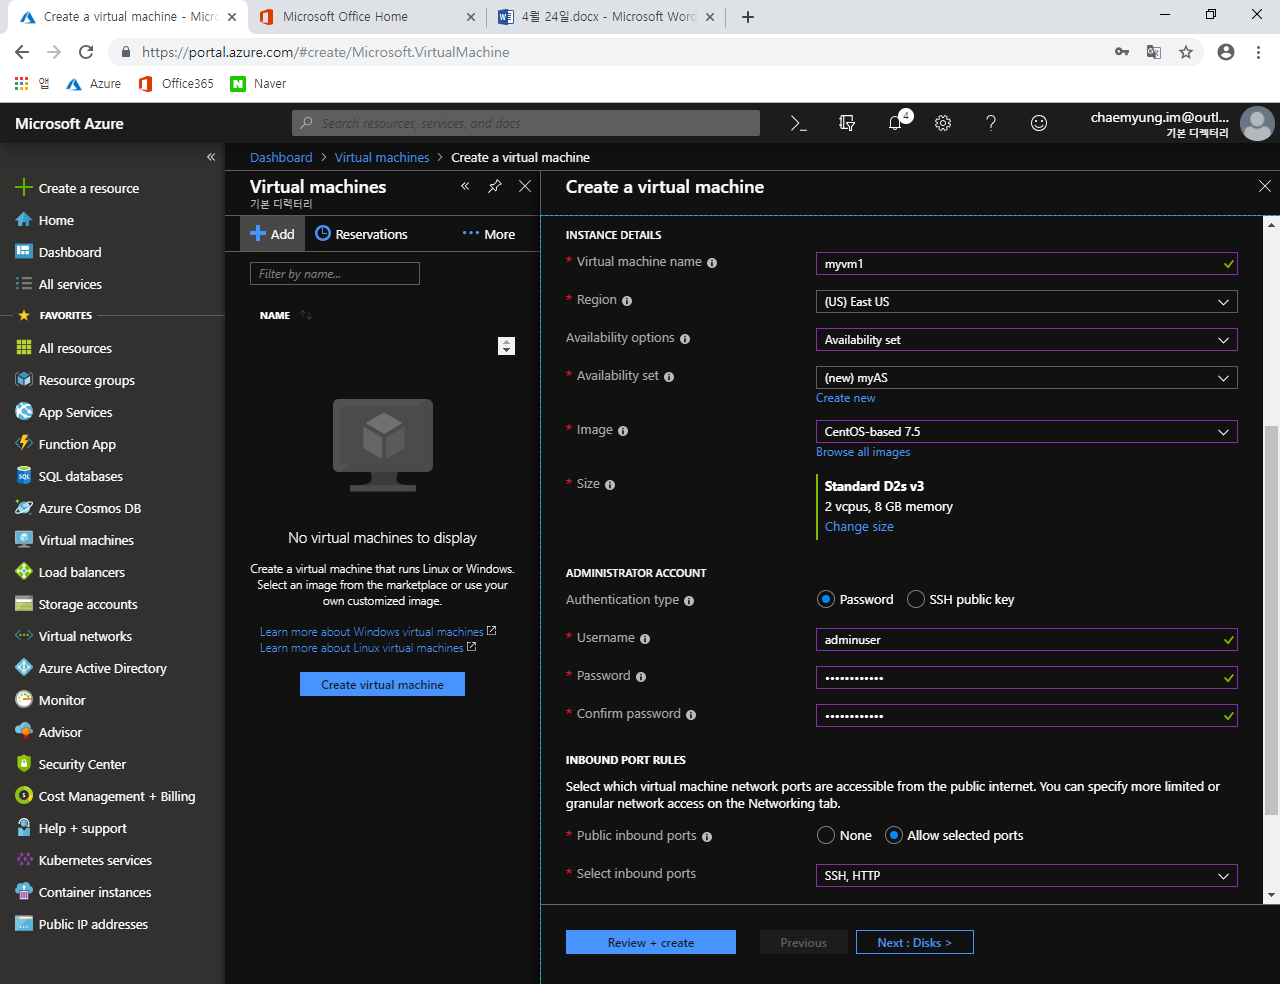 Create a virtual machine - Micro
Microsoft Office Home
4월 24일.docx - Microsoft Word
https://portal.azure.com/#create/Microsoft.VirtualMachine
앱
Azure
Office365
Naver
Microsoft Azure
Search resources, services, and docs
4
chaemyung.im@outl...
기본 디렉터리
Create a resource
Home
Dashboard
All services
FAVORITES
All resources
Resource groups
App Services
Function App
SQL databases
Azure Cosmos DB
Virtual machines
Load balancers
Storage accounts
Virtual networks
Azure Active Directory
Monitor
Advisor
Security Center
Cost Management + Billing
Help + support
Kubernetes services
Container instances
Public IP addresses
Dashboard > Virtual machines > Create a virtual machine
Virtual machines
기본 디렉터리
Add
Reservations
More
Filter by name...
NAME
No virtual machines to display
Create a virtual machine that runs Linux or Windows.
Select an image from the marketplace or use your
own customized image.
Learn more about Windows virtual machines
Learn more about Linux virtual machines
Create virtual machine
Create a virtual machine
INSTANCE DETAILS
* Virtual machine name
myvm1
* Region
(US) East US
Availability options
Availability set
* Availability set
(new) myAS
Create new
* Image
CentOS-based 7.5
Browse all images
* Size
Standard D2s v3
2 vcpus, 8 GB memory
Change size
ADMINISTRATOR ACCOUNT
Authentication type
Password
SSH public key
* Username
adminuser
* Password
••••••••••••
* Confirm password
••••••••••••
INBOUND PORT RULES
Select which virtual machine network ports are accessible from the public internet. You can specify more limited or
granular network access on the Networking tab.
* Public inbound ports
None
Allow selected ports
* Select inbound ports
SSH, HTTP
Review + create
Previous
Next : Disks >